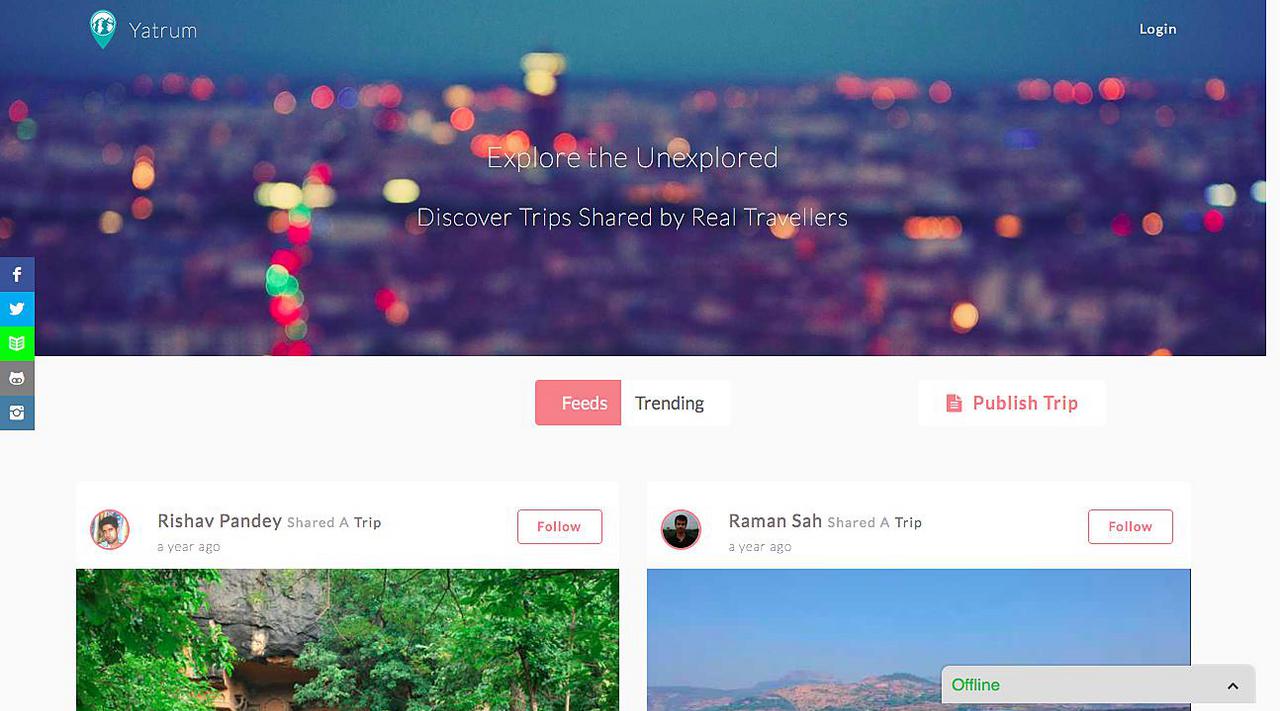 Yatrum
Login
Explore the Unexplored
Discover Trips Shared by Real Travellers
Feeds Trending
Publish Trip
Rishav Pandey Shared A Trip
a year ago
Follow
Raman Sah Shared A Trip
a year ago
Follow
Offline